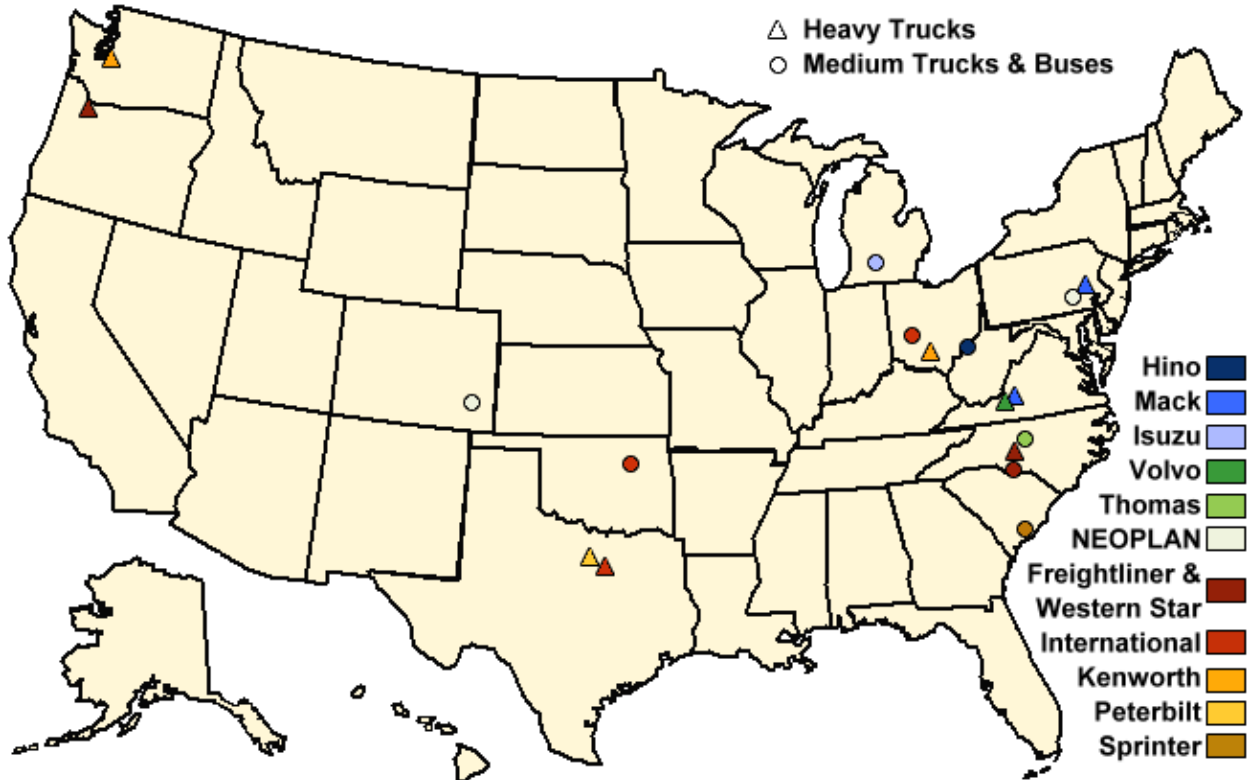 Heavy Trucks
Medium Trucks & Buses
Hino
Mack
Isuzu
Volvo
Thomas
NEOPLAN
Freightliner &
Western Star
International
Kenworth
Peterbilt
Sprinter